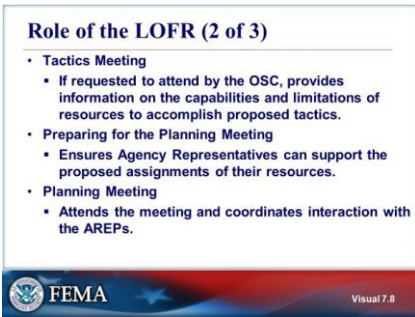 Role of the LOFR (2 of 3)
• Tactics Meeting
▪ If requested to attend by the OSC, provides
information on the capabilities and limitations of
resources to accomplish proposed tactics.
• Preparing for the Planning Meeting
▪ Ensures Agency Representatives can support the
proposed assignments of their resources.
• Planning Meeting
▪ Attends the meeting and coordinates interaction with
the AREPs.
FEMA
Visual 7.8